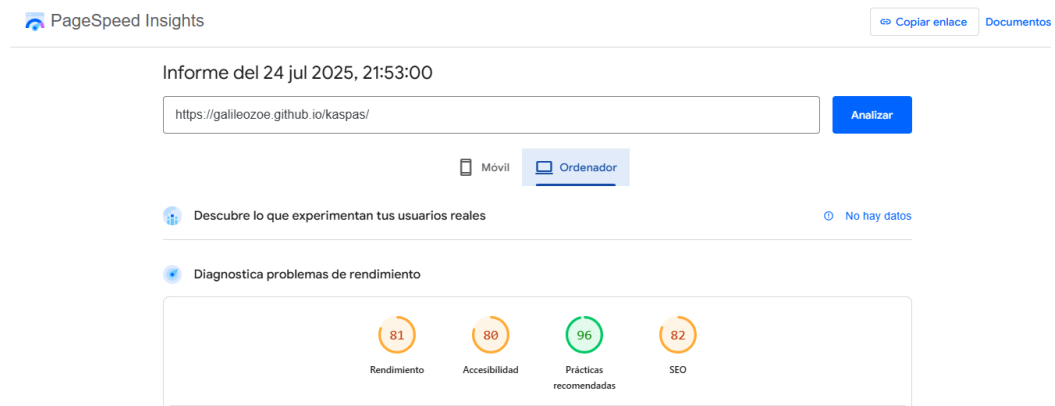 PageSpeed Insights
Copiar enlace
Documentos
Informe del 24 jul 2025, 21:53:00
https://galileozoe.github.io/kaspas/
Analizar
Móvil
Ordenador
Descubre lo que experimentan tus usuarios reales
No hay datos
Diagnostica problemas de rendimiento
81
80
96
82
Rendimiento
Accesibilidad
Prácticas
recomendadas
SEO